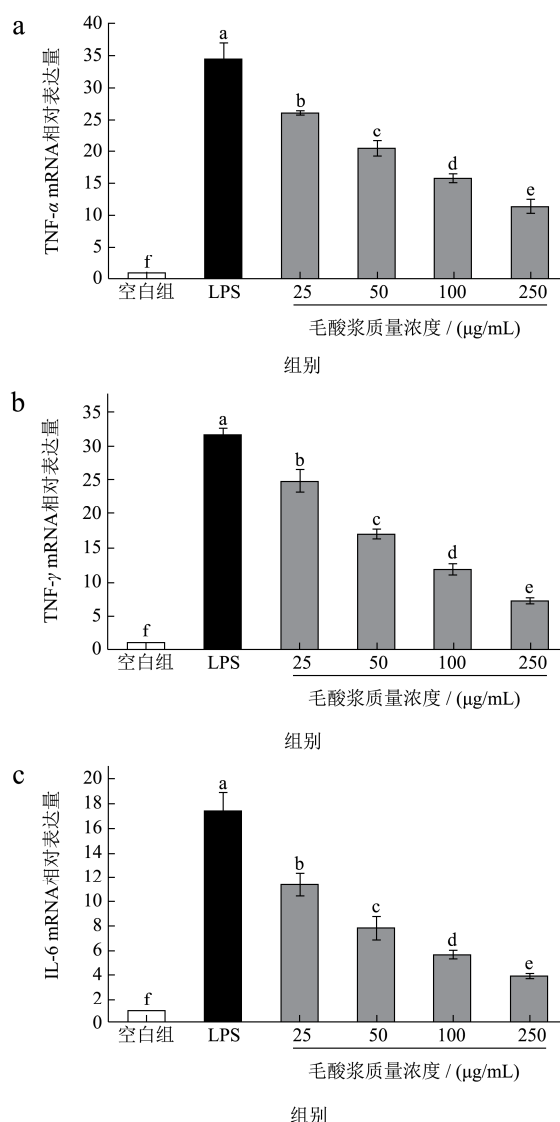 a
TNF-α mRNA相对表达量
40
35
30
25
20
15
10
5
0
a
b
c
d
e
f
空白组 LPS 25 50 100 250
毛酸浆质量浓度 / (μg/mL)
组别
b
TNF-γ mRNA相对表达量
35
30
25
20
15
10
5
0
a
b
c
d
e
f
空白组 LPS 25 50 100 250
毛酸浆质量浓度 / (μg/mL)
组别
c
IL-6 mRNA相对表达量
20
18
16
14
12
10
8
6
4
2
0
a
b
c
d
e
f
空白组 LPS 25 50 100 250
毛酸浆质量浓度 / (μg/mL)
组别